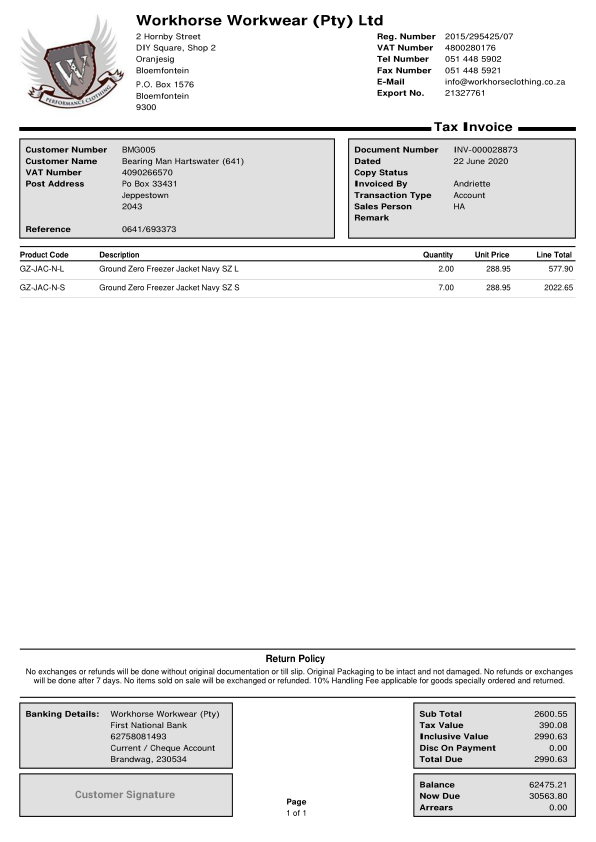 Workhorse Workwear (Pty) Ltd
2 Hornby Street
DIY Square, Shop 2
Oranjesig
Bloemfontein
P.O. Box 1576
Bloemfontein
9300
Reg. Number 2015/295425/07
VAT Number 4800280176
Tel Number 051 448 5902
Fax Number 051 448 5921
E-Mail info@workhorseclothing.co.za
Export No. 21327761
W
PERFORMANCE CLOTHING
Tax Invoice
Customer Number BMG005
Customer Name Bearing Man Hartswater (641)
VAT Number 4090266570
Post Address Po Box 33431
Jeppestown
2043
Reference 0641/693373
Document Number INV-000028873
Dated 22 June 2020
Copy Status
Invoiced By Andriette
Transaction Type Account
Sales Person HA
Remark
Product Code Description Quantity Unit Price Line Total
GZ-JAC-N-L Ground Zero Freezer Jacket Navy SZ L 2.00 288.95 577.90
GZ-JAC-N-S Ground Zero Freezer Jacket Navy SZ S 7.00 288.95 2022.65
Return Policy
No exchanges or refunds will be done without original documentation or till slip. Original Packaging to be intact and not damaged. No refunds or exchanges
will be done after 7 days. No items sold on sale will be exchanged or refunded. 10% Handling Fee applicable for goods specially ordered and returned.
Banking Details: Workhorse Workwear (Pty)
First National Bank
62758081493
Current / Cheque Account
Brandwag, 230534
Customer Signature
Page
1 of 1
Sub Total 2600.55
Tax Value 390.08
Inclusive Value 2990.63
Disc On Payment 0.00
Total Due 2990.63
Balance 62475.21
Now Due 30563.80
Arrears 0.00